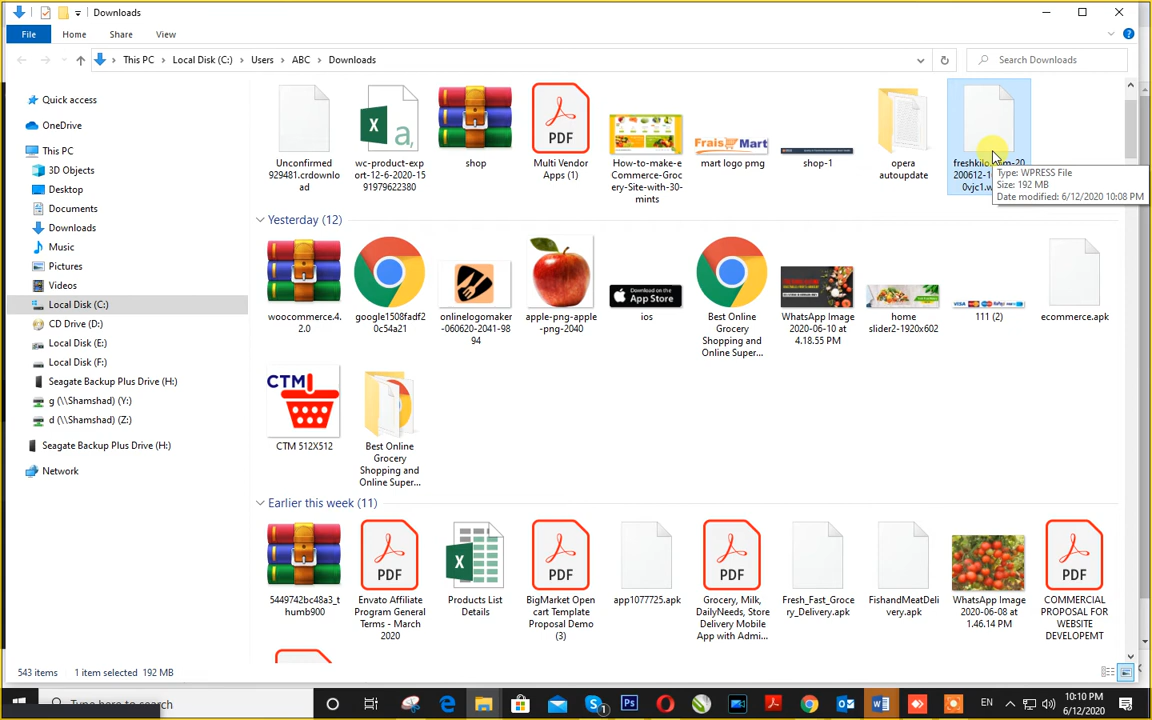 Downloads
File Home Share View
This PC Local Disk (C:) Users ABC Downloads Search Downloads
Quick access
OneDrive
This PC
3D Objects
Desktop
Documents
Downloads
Music
Pictures
Videos
Local Disk (C:)
CD Drive (D:)
Local Disk (E:)
Local Disk (F:)
Seagate Backup Plus Drive (H:)
g (\\Shamshad) (Y:)
d (\\Shamshad) (Z:)
Seagate Backup Plus Drive (H:)
Network
Unconfirmed
929481.crdownlo
ad
wc-product-exp
ort-12-6-2020-15
91979622380
shop
PDF
Multi Vendor
Apps (1)
How-to-make-e
Commerce-Groc
ery-Site-with-30-
mints
FraisMart
mart logo pmg
shop-1
opera
autoupdate
Type: WPRESS File
Size: 192 MB
Date modified: 6/12/2020 10:08 PM
Yesterday (12)
woocommerce.4.
2.0
google1508fadf2
0c54a21
onlinelogomaker
-060620-2041-98
94
apple-png-apple
-png-2040
Download on the
App Store
ios
Best Online
Grocery
Shopping and
Online Super...
WhatsApp Image
2020-06-10 at
4.18.55 PM
home
slider2-1920x602
VISA
111 (2)
ecommerce.apk
CTM
CTM 512X512
Best Online
Grocery
Shopping and
Online Super...
Earlier this week (11)
5449742bc48a3_t
humb900
PDF
Envato Affiliate
Program General
Terms - March
2020
Products List
Details
PDF
BigMarket Open
cart Template
Proposal Demo
(3)
app1077725.apk
PDF
Grocery, Milk,
DailyNeeds, Store
Delivery Mobile
App with Admi...
Fresh_Fast_Groce
ry_Delivery.apk
FishandMeatDeli
very.apk
WhatsApp Image
2020-06-08 at
1.46.14 PM
PDF
COMMERCIAL
PROPOSAL FOR
WEBSITE
DEVELOPEMT
543 items 1 item selected 192 MB
Type here to search
EN
10:10 PM
6/12/2020